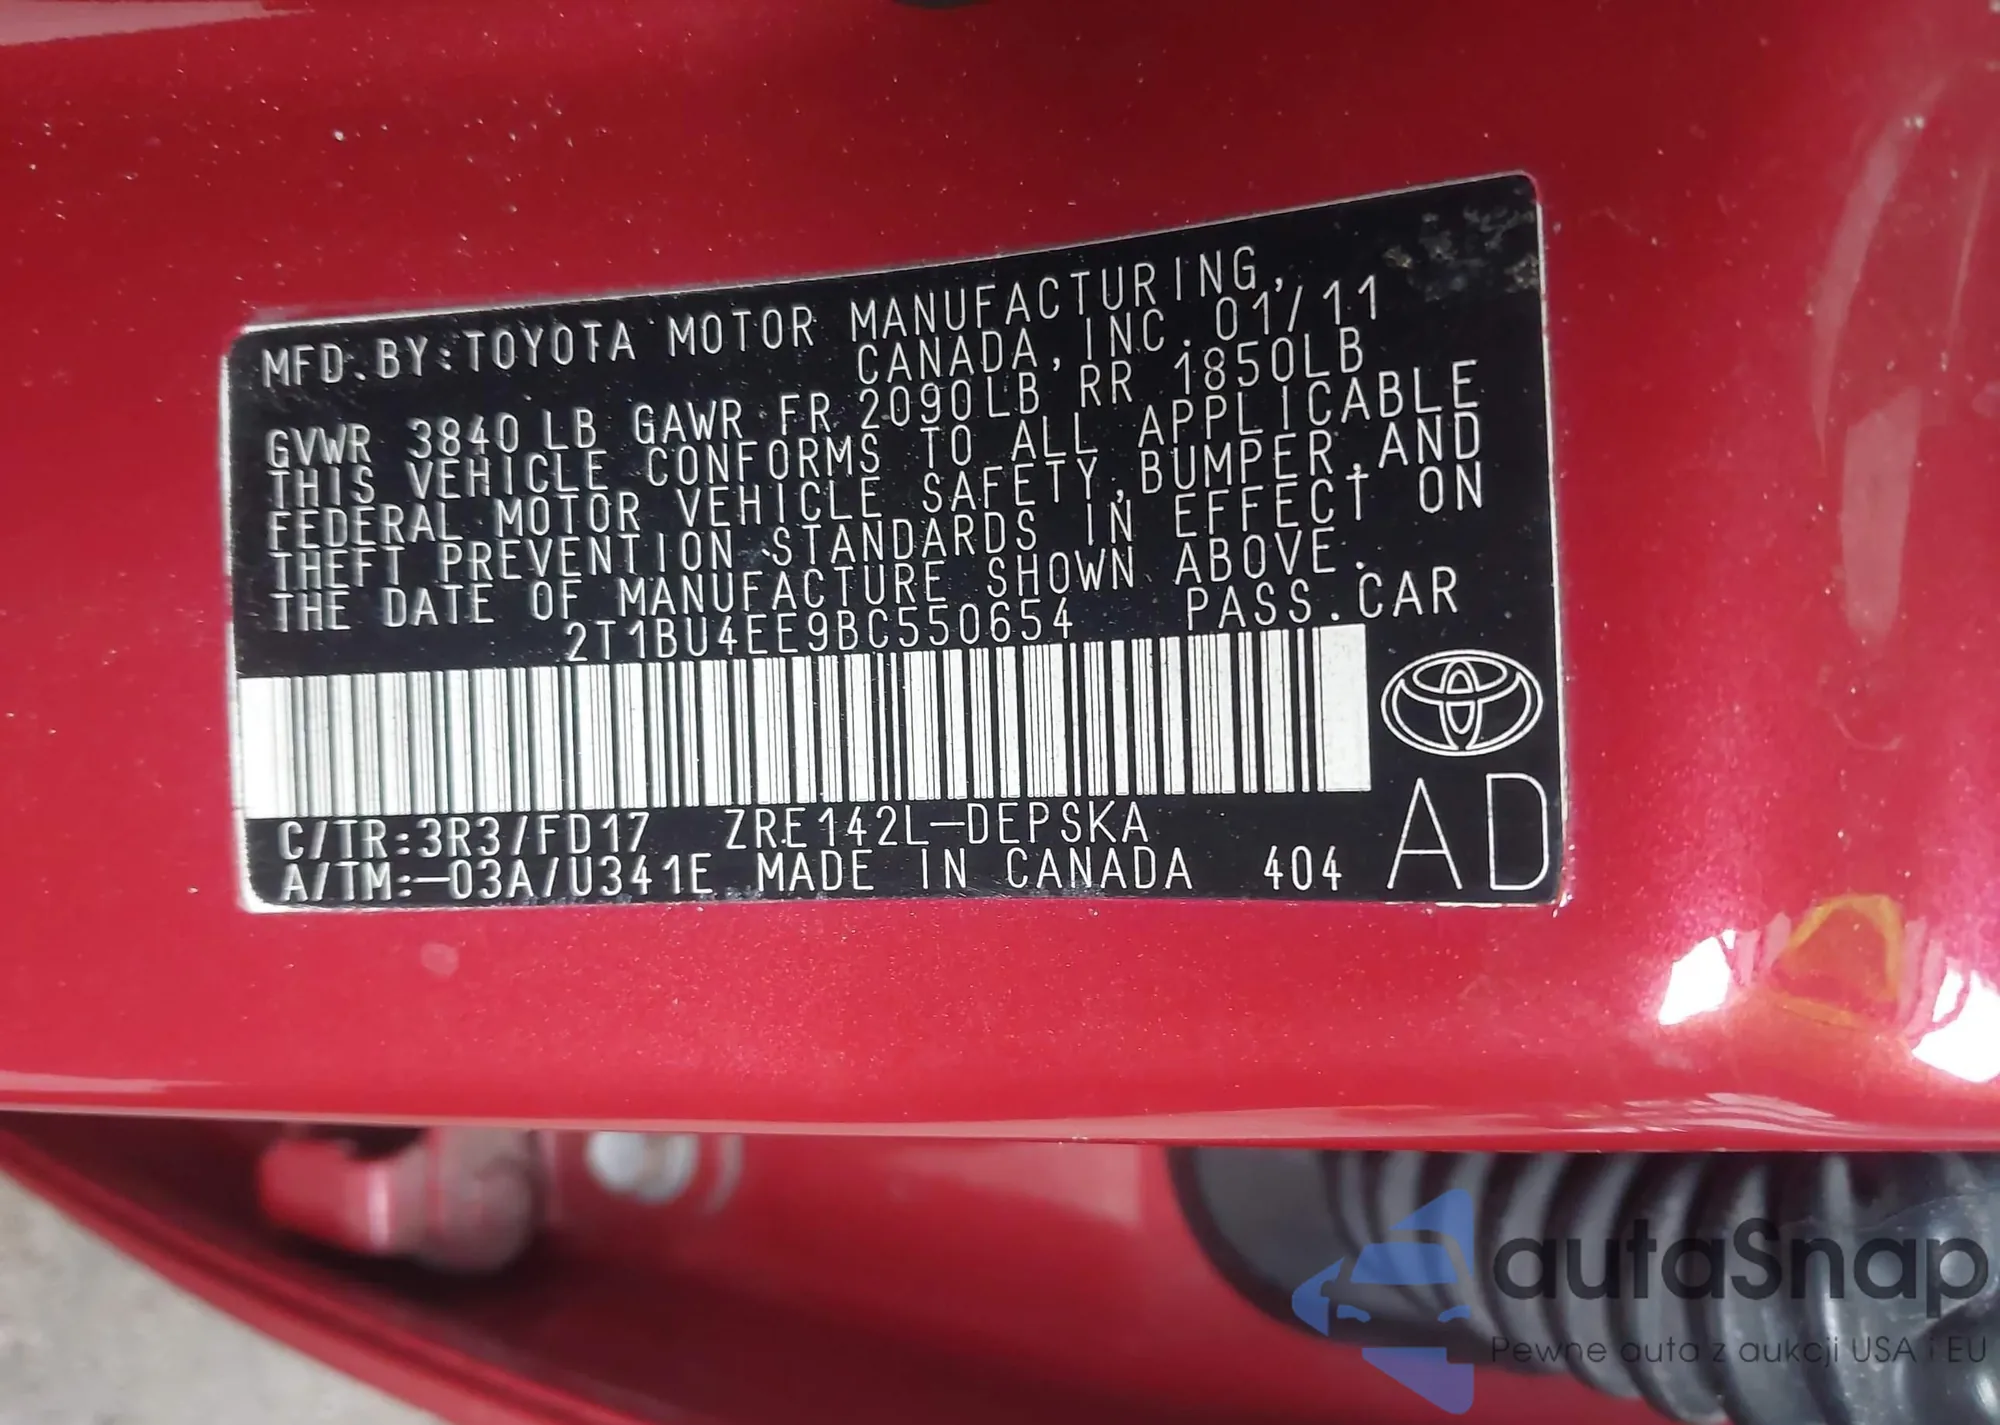 MFD. BY: TOYOTA MOTOR MANUFACTURING,
CANADA, INC. 01/11
GVWR 3840 LB GAWR FR 2090LB RR 1850LB
THIS VEHICLE CONFORMS TO ALL APPLICABLE
FEDERAL MOTOR VEHICLE SAFETY, BUMPER, AND
THEFT PREVENTION STANDARDS IN EFFECT ON
THE DATE OF MANUFACTURE SHOWN ABOVE.
2T1BU4EE9BC550654 PASS. CAR
C/TR:3R3/FD17 ZRE142L-DEPSKA
A/TM:-03A/U341E MADE IN CANADA 404
AD
autaSnap
Pewne auta z aukcji USA i EU